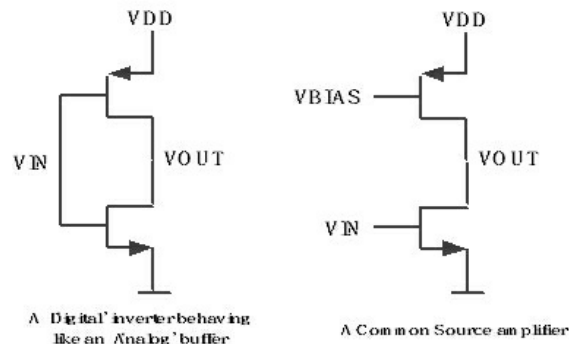 VDD
VDD
VBIAS
VIN
VOUT
VOUT
VIN
A 'Digital' inverter behaving
like an 'Analog' buffer
A Common Source amplifier